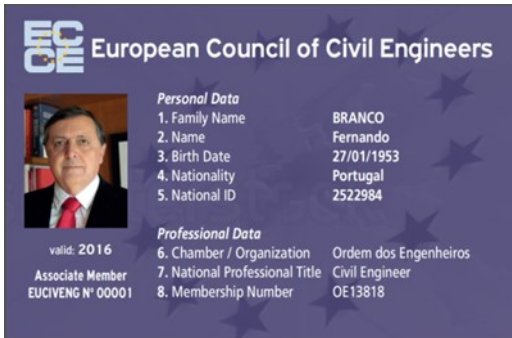 EC
CE
European Council of Civil Engineers
Personal Data
1. Family Name BRANCO
2. Name Fernando
3. Birth Date 27/01/1953
4. Nationality Portugal
5. National ID 2522984
valid: 2016
Associate Member
EUCIVENG Nº 00001
Professional Data
6. Chamber / Organization Ordem dos Engenheiros
7. National Professional Title Civil Engineer
8. Membership Number OE13818